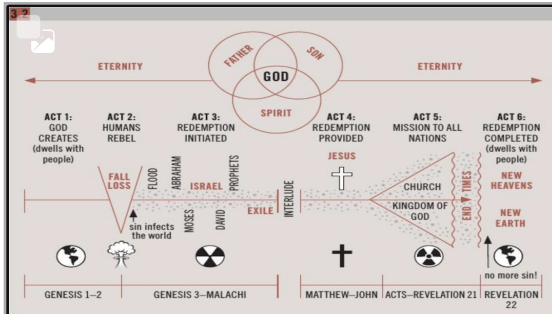 3-2
FATHER
SON
GOD
SPIRIT
ETERNITY
ETERNITY
ACT 1:
GOD
CREATES
(dwells with
people)
ACT 2:
HUMANS
REBEL
ACT 3:
REDEMPTION
INITIATED
ACT 4:
REDEMPTION
PROVIDED
ACT 5:
MISSION TO ALL
NATIONS
ACT 6:
REDEMPTION
COMPLETED
(dwells with
people)
FALL
LOSS
FLOOD
ABRAHAM
ISRAEL
PROPHETS
MOSES
DAVID
EXILE
sin infects
the world
INTERLUDE
JESUS
CHURCH
KINGDOM OF
GOD
END TIMES
NEW
HEAVENS
NEW
EARTH
no more sin!
GENESIS 1–2
GENESIS 3–MALACHI
MATTHEW–JOHN
ACTS–REVELATION 21
REVELATION
22